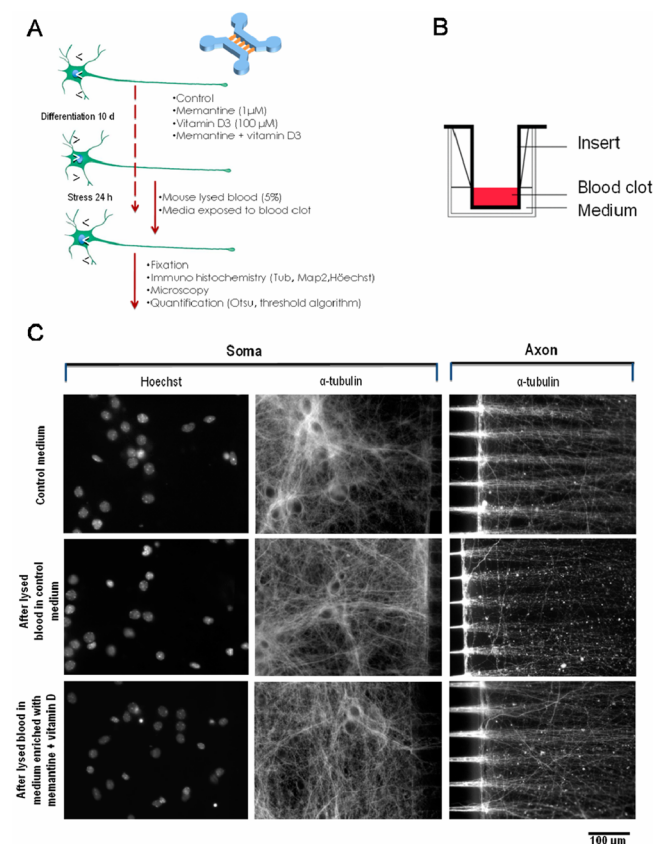 A
Differentiation 10 d
•Control
•Memantine (1µM)
•Vitamin D3 (100 µM)
•Memantine + vitamin D3
Stress 24 h
•Mouse lysed blood (5%)
•Media exposed to blood clot
•Fixation
•Immuno histochemistry (Tub, Map2,Höechst)
•Microscopy
•Quantification (Otsu, threshold algorithm)
B
Insert
Blood clot
Medium
C
Soma
Axon
Hoechst
α-tubulin
α-tubulin
Control medium
After lysed
blood in control
medium
After lysed blood in
medium enriched with
memantine + vitamin D
100 µm